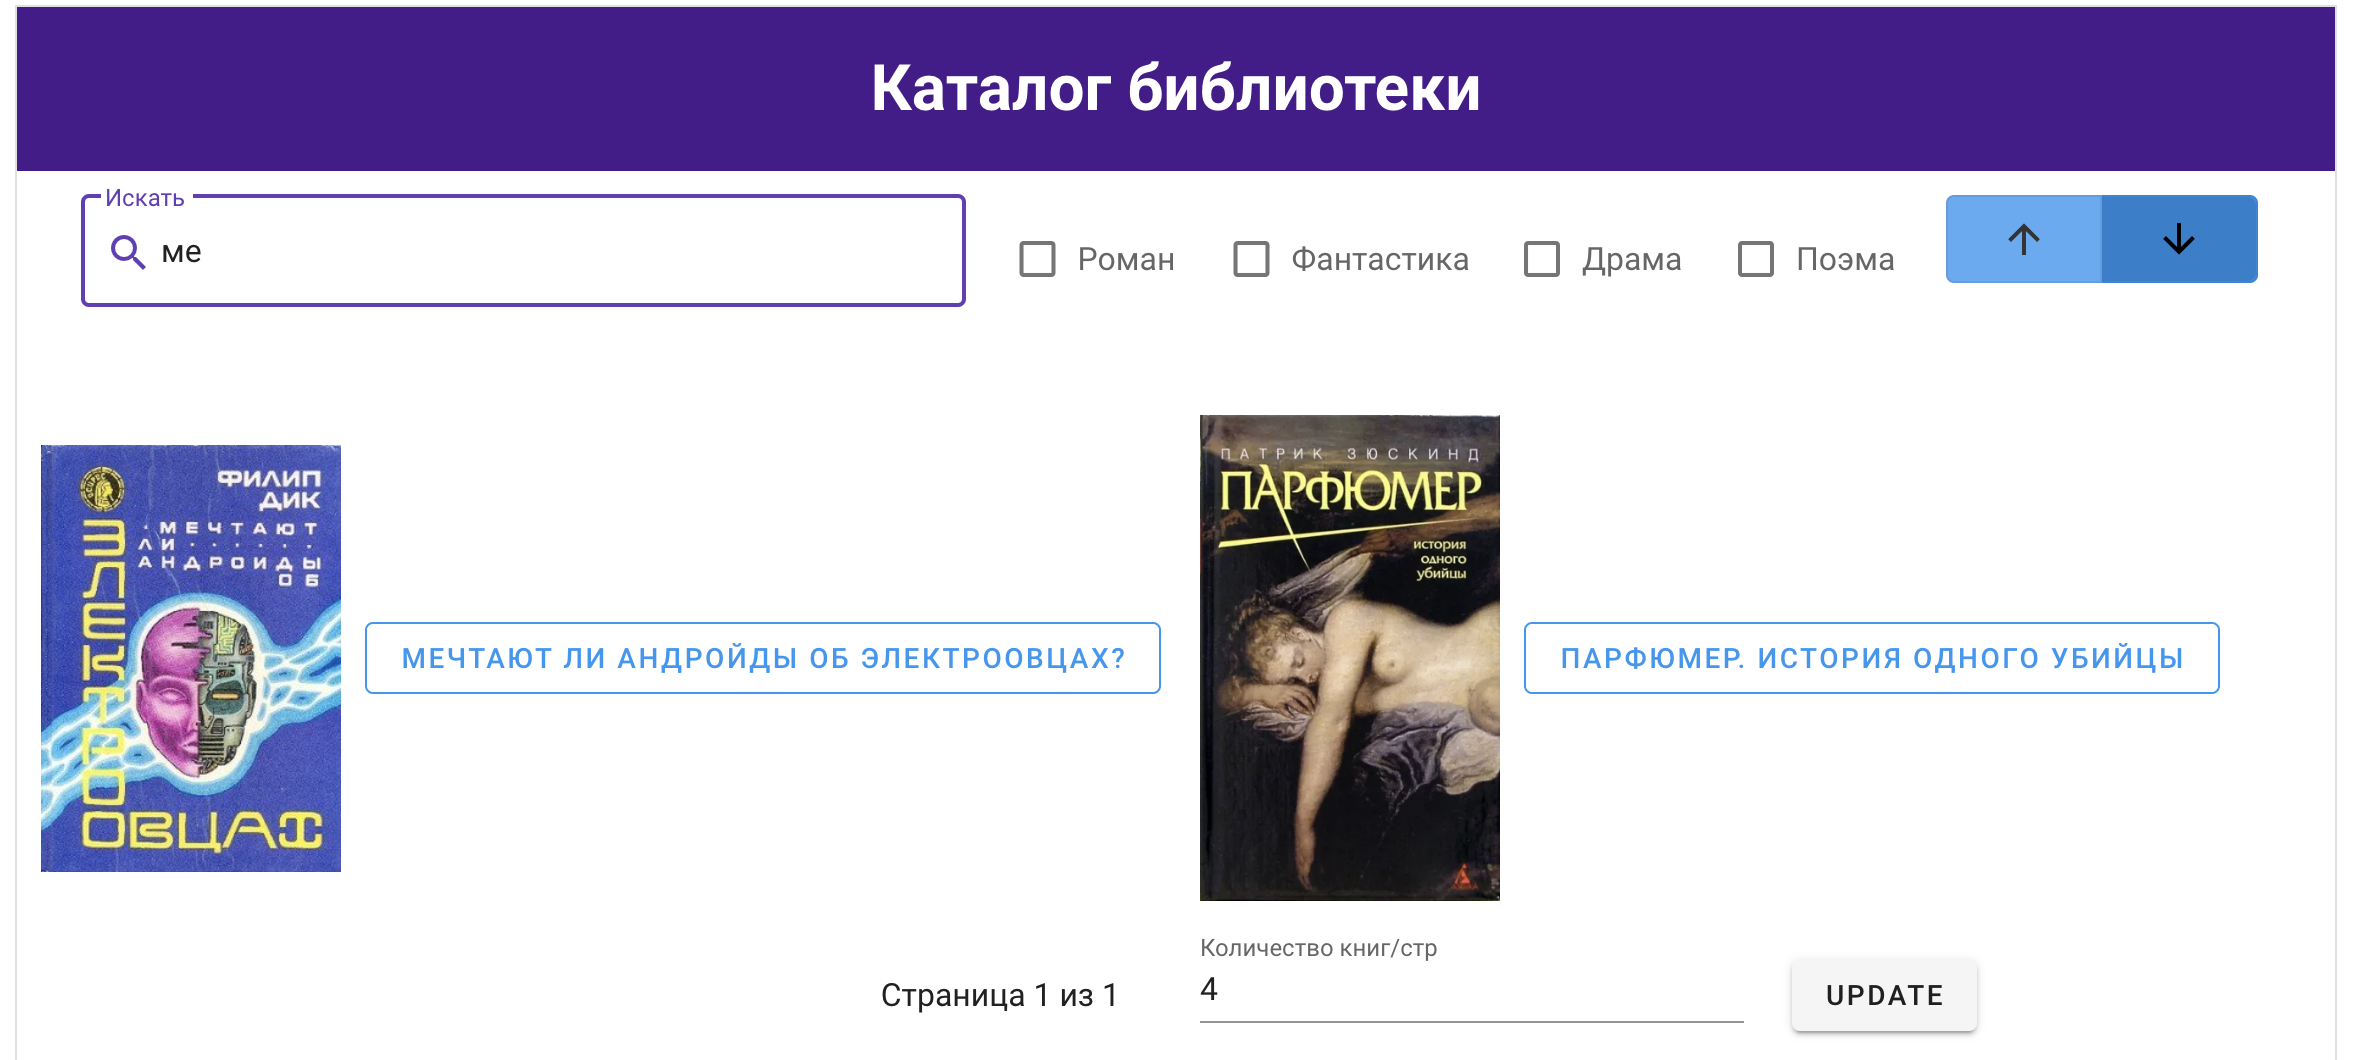 Каталог библиотеки
Искать
ме
Роман
Фантастика
Драма
Поэма
ФИЛИП
ДИК
МЕЧТАЮТ
ЛИ
АНДРОИДЫ
ОБ
ЭЛЕКТРО
ОВЦАХ
МЕЧТАЮТ ЛИ АНДРОЙДЫ ОБ ЭЛЕКТРООВЦАХ?
ПАТРИК ЗЮСКИНД
ПАРФЮМЕР
история
одного
убийцы
ПАРФЮМЕР. ИСТОРИЯ ОДНОГО УБИЙЦЫ
Страница 1 из 1
Количество книг/стр
4
UPDATE